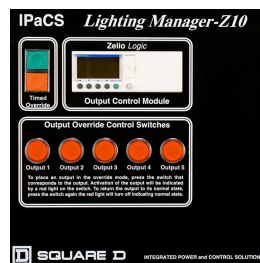 IPaCS Lighting Manager-Z10
Zelio Logic
Timed
Override
Output Control Module
Output Override Control Switches
Output 1 Output 2 Output 3 Output 4 Output 5
To place an output in the override mode, press the switch that
corresponds to the output. Activation of the output will be indicated
by a red light on the switch. To return the output to its normal state,
press the switch again the red light will turn off indicating normal state.
D SQUARE D INTEGRATED POWER and CONTROL SOLUTION